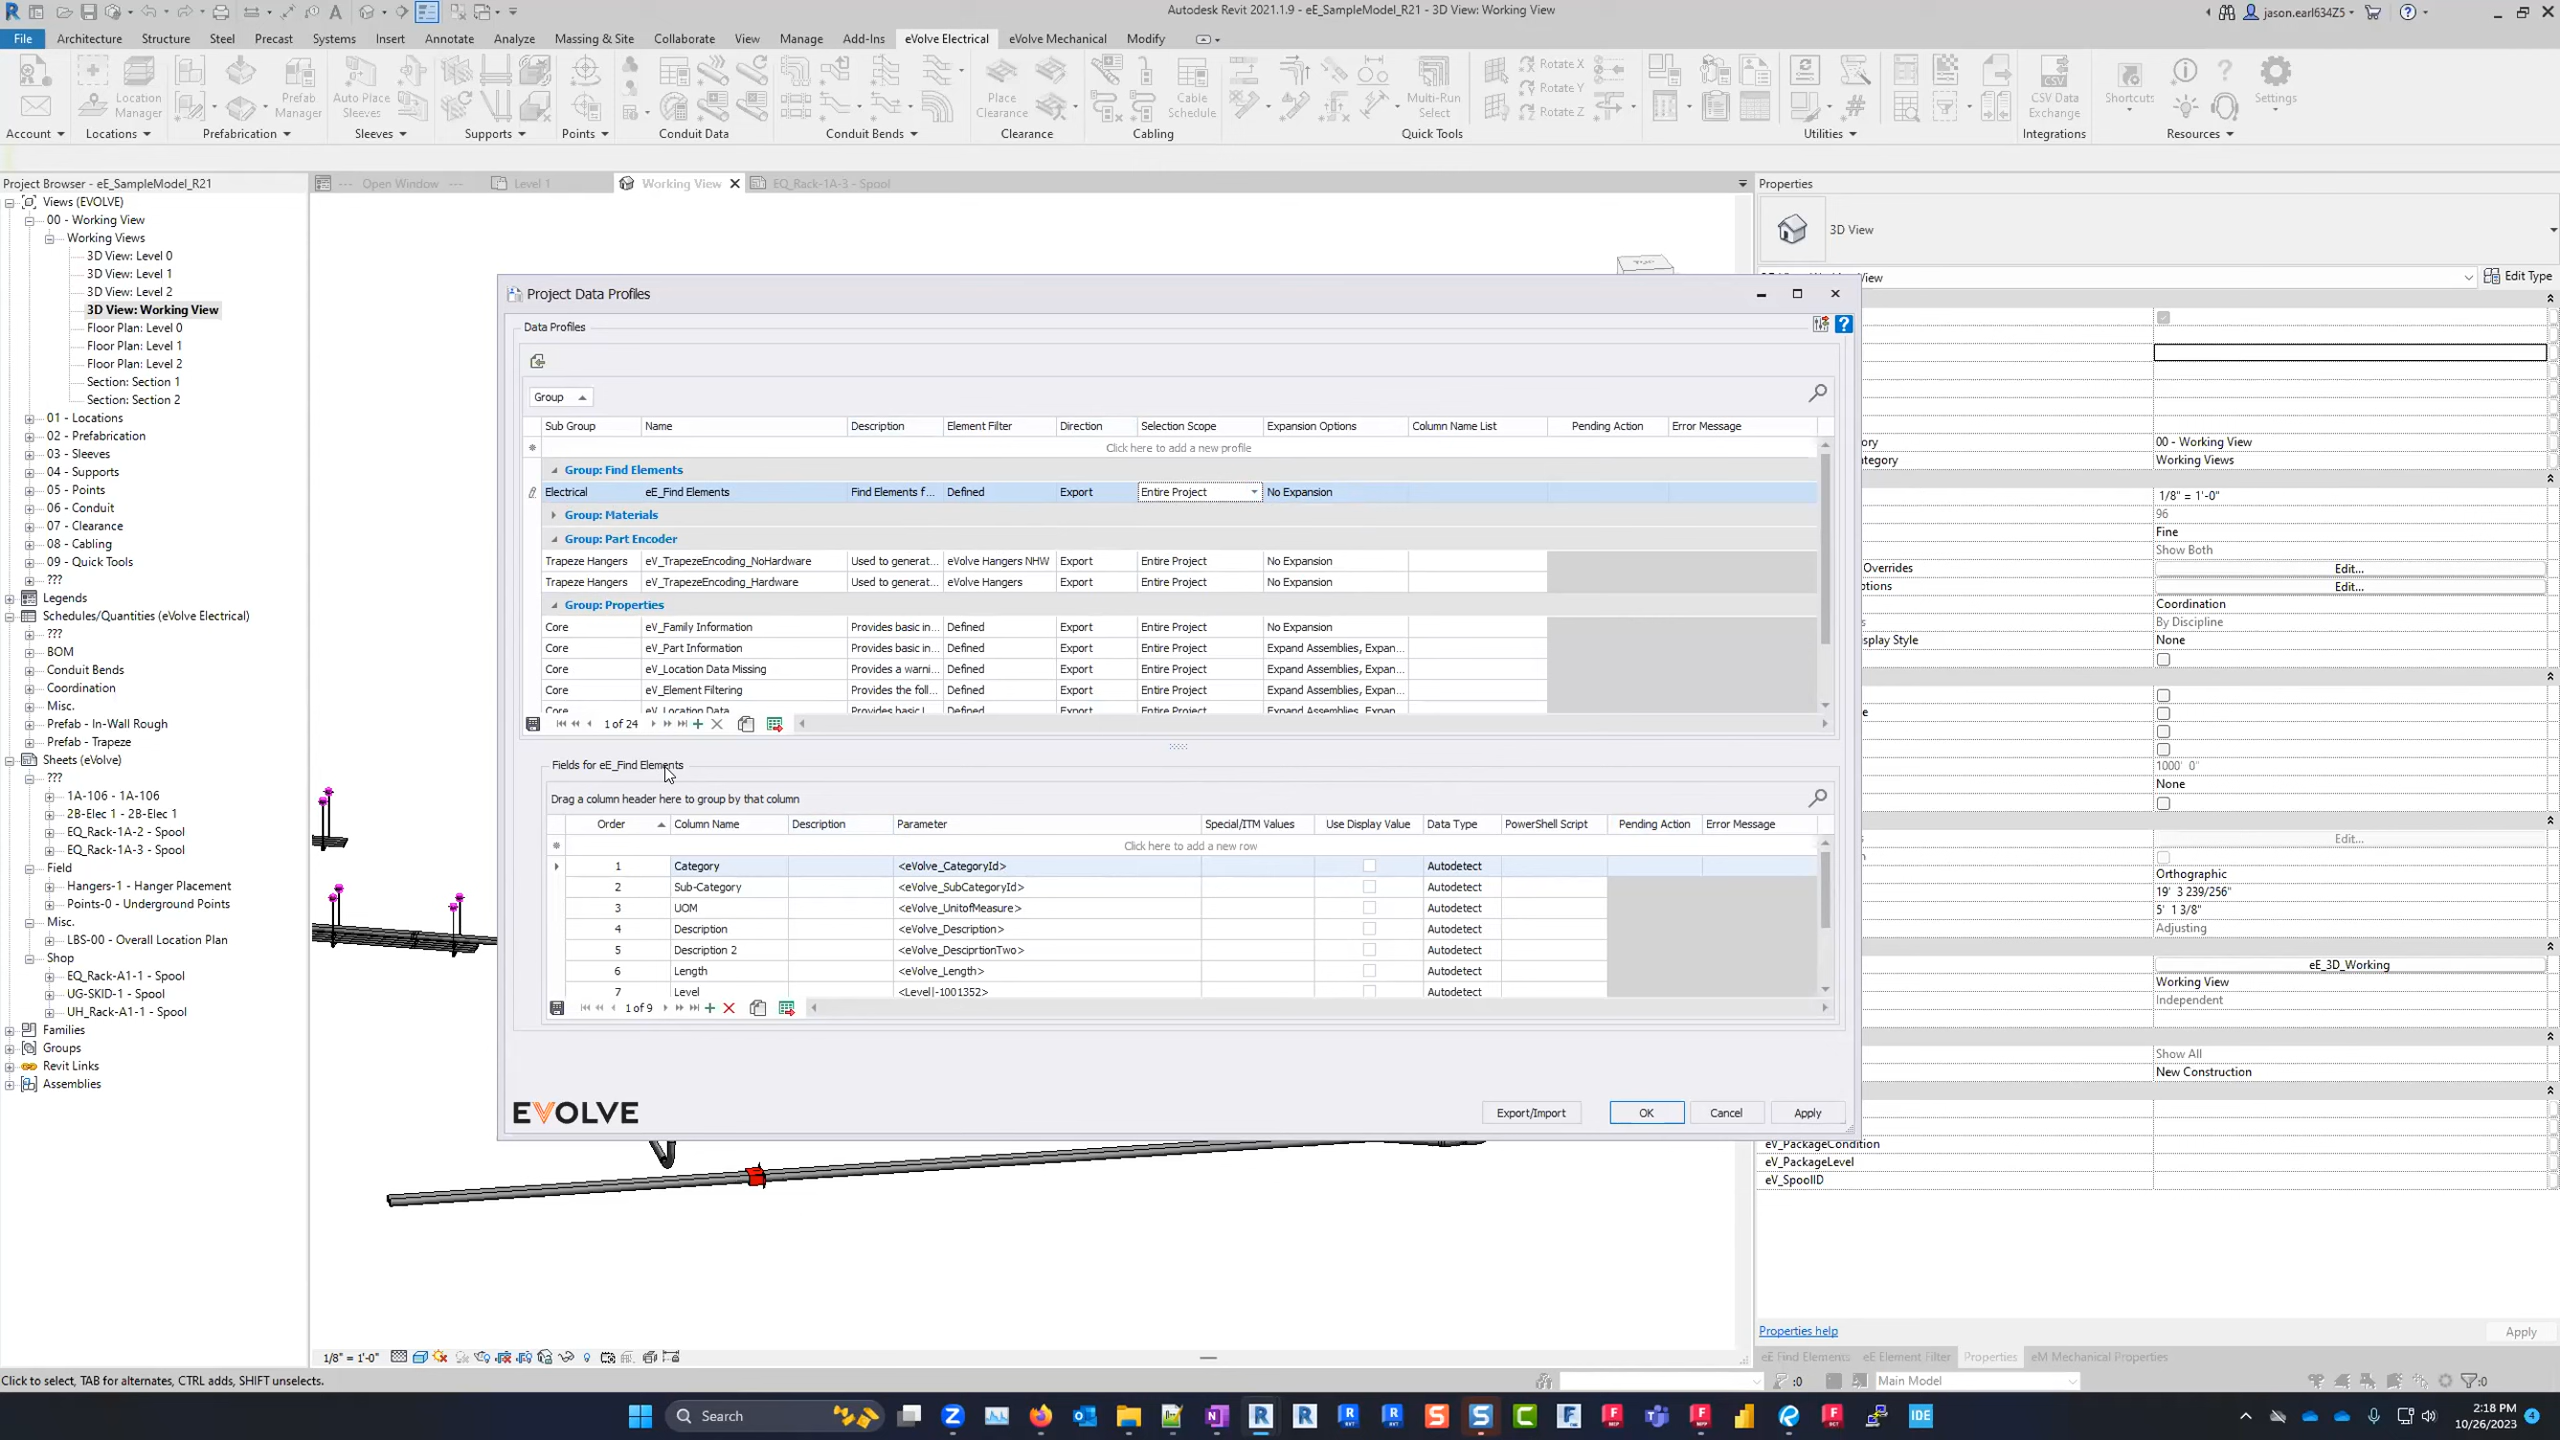 Autodesk Revit 2021.1.9 - eE_SampleModel_R21 - 3D View: Working View
jason.earl634Z5
File Architecture Structure Steel Precast Systems Insert Annotate Analyze Massing & Site Collaborate View Manage Add-Ins eVolve Electrical eVolve Mechanical Modify
Location Manager
Prefab Manager
Auto Place Sleeves
Place Clearance
Cable Schedule
Multi-Run Select
Rotate X
Rotate Y
Rotate Z
CSV Data Exchange
Shortcuts
Settings
Account Locations Prefabrication Sleeves Supports Points Conduit Data Conduit Bends Clearance Cabling Quick Tools Utilities Integrations Resources
Project Browser - eE_SampleModel_R21
Views (EVOLVE)
00 - Working View
Working Views
3D View: Level 0
3D View: Level 1
3D View: Level 2
3D View: Working View
Floor Plan: Level 0
Floor Plan: Level 1
Floor Plan: Level 2
Section: Section 1
Section: Section 2
01 - Locations
02 - Prefabrication
03 - Sleeves
04 - Supports
05 - Points
06 - Conduit
07 - Clearance
08 - Cabling
09 - Quick Tools
???
Legends
Schedules/Quantities (eVolve Electrical)
???
BOM
Conduit Bends
Coordination
Misc.
Prefab - In-Wall Rough
Prefab - Trapeze
Sheets (eVolve)
???
1A-106 - 1A-106
2B-Elec 1 - 2B-Elec 1
EQ_Rack-1A-2 - Spool
EQ_Rack-1A-3 - Spool
Field
Hangers-1 - Hanger Placement
Points-0 - Underground Points
Misc.
LBS-00 - Overall Location Plan
Shop
EQ_Rack-A1-1 - Spool
UG-SKID-1 - Spool
UH_Rack-A1-1 - Spool
Families
Groups
Revit Links
Assemblies
Open Window
Level 1
Working View
EQ_Rack-1A-3 - Spool
Project Data Profiles
Data Profiles
Group
Sub Group Name Description Element Filter Direction Selection Scope Expansion Options Column Name List Pending Action Error Message
Click here to add a new profile
Group: Find Elements
Electrical eE_Find Elements Find Elements f... Defined Export Entire Project No Expansion
Group: Materials
Group: Part Encoder
Trapeze Hangers eV_TrapezeEncoding_NoHardware Used to generat... eVolve Hangers NHW Export Entire Project No Expansion
Trapeze Hangers eV_TrapezeEncoding_Hardware Used to generat... eVolve Hangers Export Entire Project No Expansion
Group: Properties
Core eV_Family Information Provides basic in... Defined Export Entire Project No Expansion
Core eV_Part Information Provides basic in... Defined Export Entire Project Expand Assemblies, Expan...
Core eV_Location Data Missing Provides a warni... Defined Export Entire Project Expand Assemblies, Expan...
Core eV_Element Filtering Provides the foll... Defined Export Entire Project Expand Assemblies, Expan...
Core eV_Location Data Provides basic l... Defined Export Entire Project Expand Assemblies, Expan...
1 of 24
Fields for eE_Find Elements
Drag a column header here to group by that column
Order Column Name Description Parameter Special/ITM Values Use Display Value Data Type PowerShell Script Pending Action Error Message
Click here to add a new row
1 Category <eVolve_CategoryId> Autodetect
2 Sub-Category <eVolve_SubCategoryId> Autodetect
3 UOM <eVolve_UnitofMeasure> Autodetect
4 Description <eVolve_Description> Autodetect
5 Description 2 <eVolve_DesciprtionTwo> Autodetect
6 Length <eVolve_Length> Autodetect
7 Level <Level|-1001352> Autodetect
1 of 9
EVOLVE
Export/Import OK Cancel Apply
Properties
3D View
View
Edit Type
ory 00 - Working View
ategory Working Views
1/8" = 1'-0"
96
Fine
Show Both
Overrides Edit...
otions Edit...
Coordination
By Discipline
splay Style None
e
1000' 0"
None
Edit...
Orthographic
19' 3 239/256"
5' 1 3/8"
Adjusting
eE_3D_Working
Working View
Independent
Show All
New Construction
eV_PackageCondition
eV_PackageLevel
eV_SpoolID
Properties help
Apply
eE Find Elements eE Element Filter Properties eM Mechanical Properties
1/8" = 1'-0"
Click to select, TAB for alternates, CTRL adds, SHIFT unselects.
:0
Main Model
:0
Search
IDE
2:18 PM
10/26/2023
4